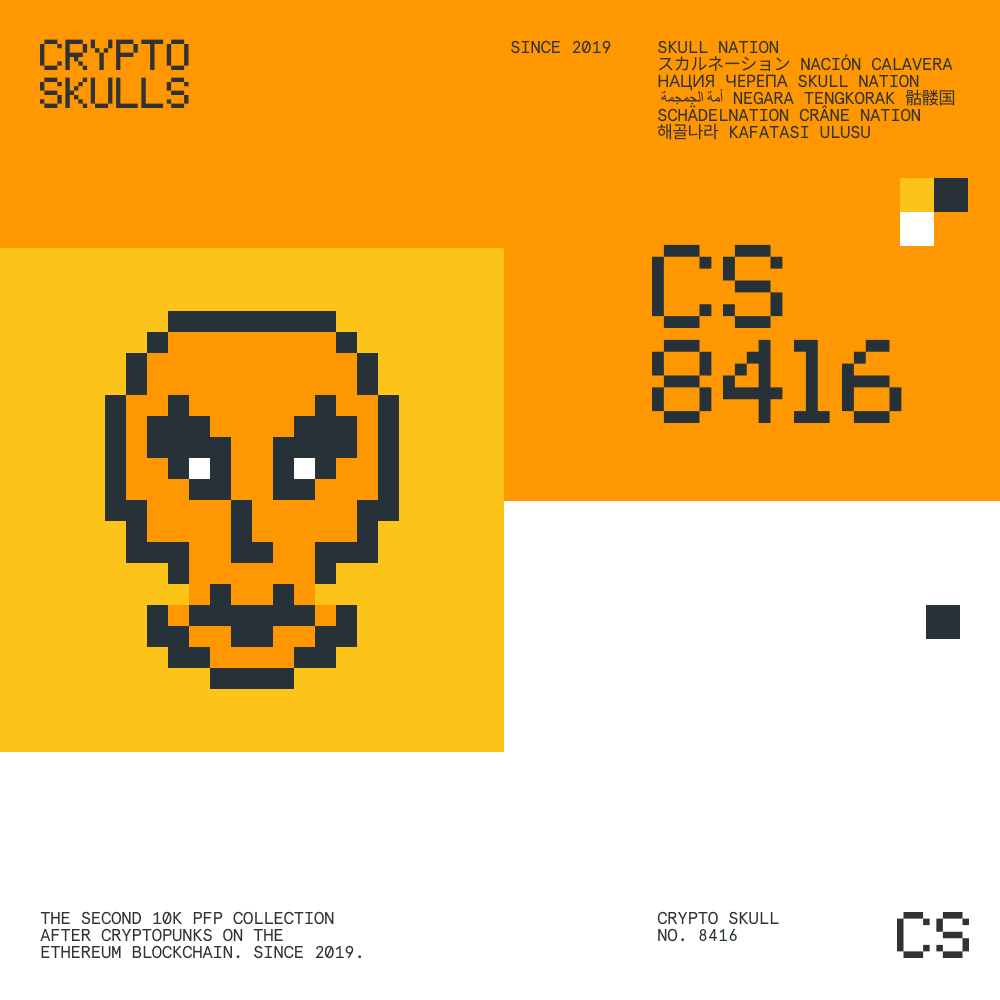 CRYPTO
SKULLS
SINCE 2019
SKULL NATION
スカルネーション NACIÓN CALAVERA
НАЦИЯ ЧЕРЕПА SKULL NATION
أمة الجمجمة NEGARA TENGKORAK 骷髅国
SCHÄDELNATION CRÂNE NATION
해골나라 KAFATASI ULUSU
CS
8416
THE SECOND 10K PFP COLLECTION
AFTER CRYPTOPUNKS ON THE
ETHEREUM BLOCKCHAIN. SINCE 2019.
CRYPTO SKULL
NO. 8416
CS